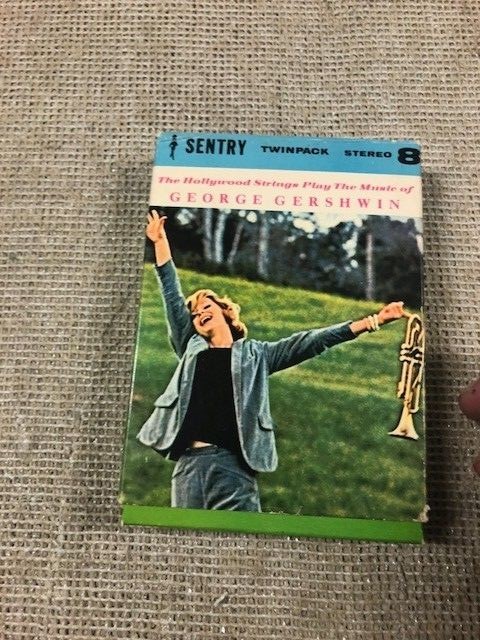 SENTRY TWINPACK STEREO 8
The Hollywood Strings Play The Music of
GEORGE GERSHWIN